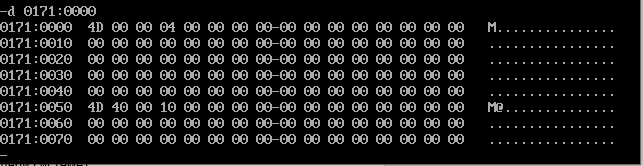 -d 0171:0000
0171:0000  4D 00 00 04 00 00 00 00-00 00 00 00 00 00 00 00   M...............
0171:0010  00 00 00 00 00 00 00 00-00 00 00 00 00 00 00 00   ................
0171:0020  00 00 00 00 00 00 00 00-00 00 00 00 00 00 00 00   ................
0171:0030  00 00 00 00 00 00 00 00-00 00 00 00 00 00 00 00   ................
0171:0040  00 00 00 00 00 00 00 00-00 00 00 00 00 00 00 00   ................
0171:0050  4D 40 00 10 00 00 00 00-00 00 00 00 00 00 00 00   M@..............
0171:0060  00 00 00 00 00 00 00 00-00 00 00 00 00 00 00 00   ................
0171:0070  00 00 00 00 00 00 00 00-00 00 00 00 00 00 00 00   ................
_